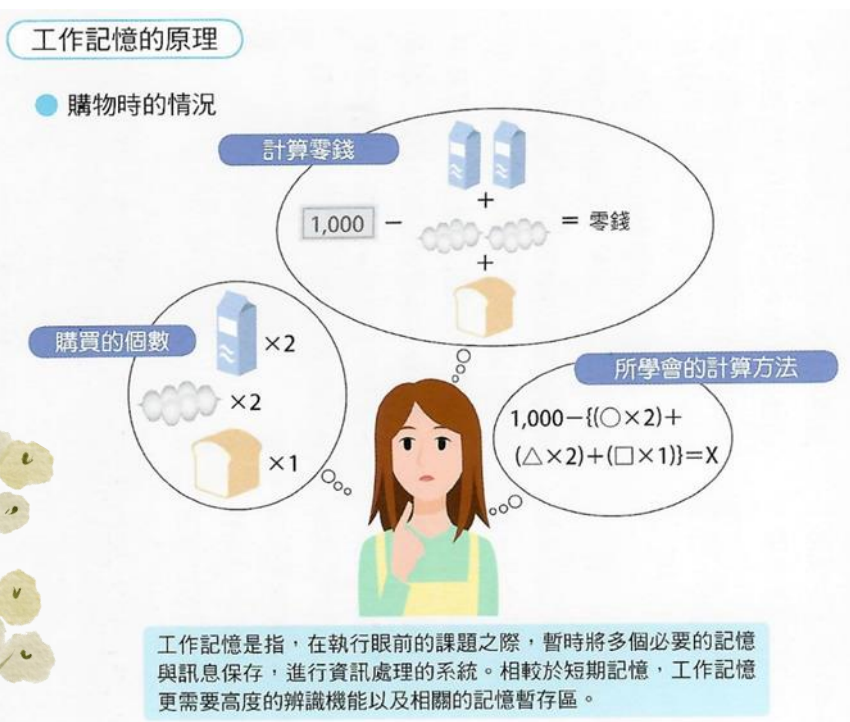 工作記憶的原理
購物時的情況
計算零錢
+
1,000 − = 零錢
+
購買的個數
×2
×2
×1
所學會的計算方法
1,000−{(○×2)+
(△×2)+(□×1)}=X
工作記憶是指，在執行眼前的課題之際，暫時將多個必要的記憶
與訊息保存，進行資訊處理的系統。相較於短期記憶，工作記憶
更需要高度的辨識機能以及相關的記憶暫存區。